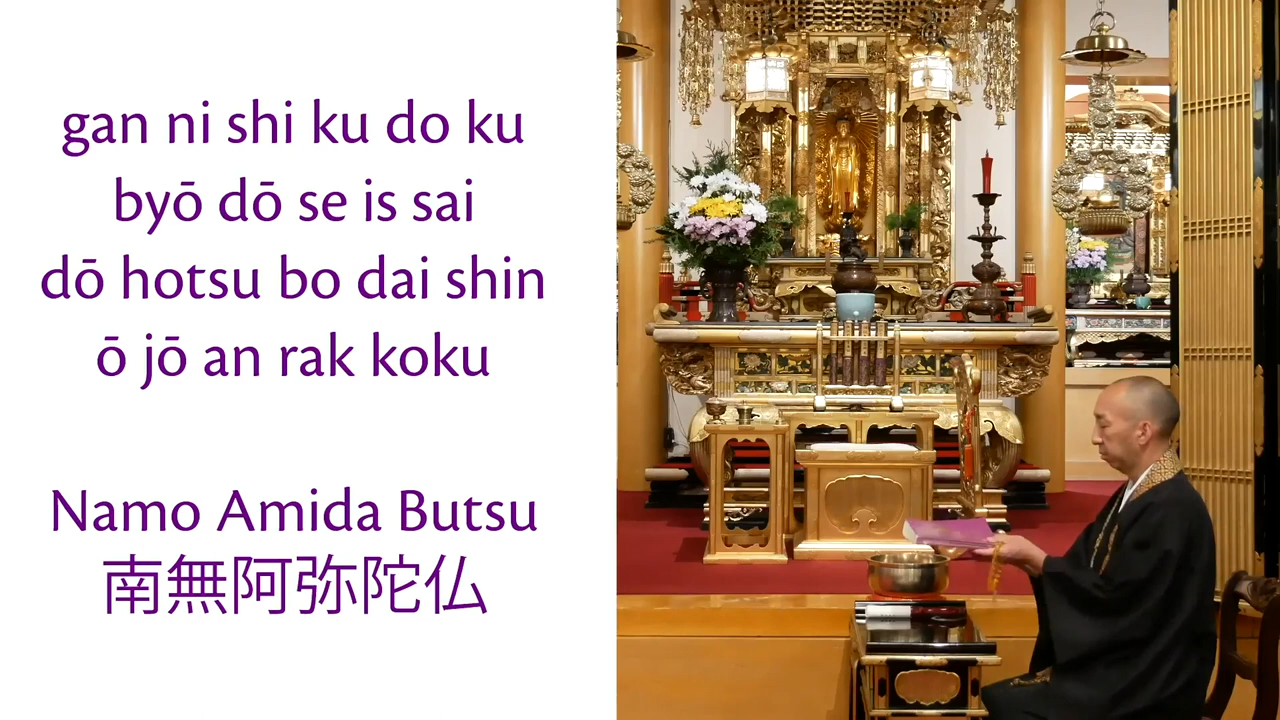 gan ni shi ku do ku
byō dō se is sai
dō hotsu bo dai shin
ō jō an rak koku
Namo Amida Butsu
南無阿弥陀仏